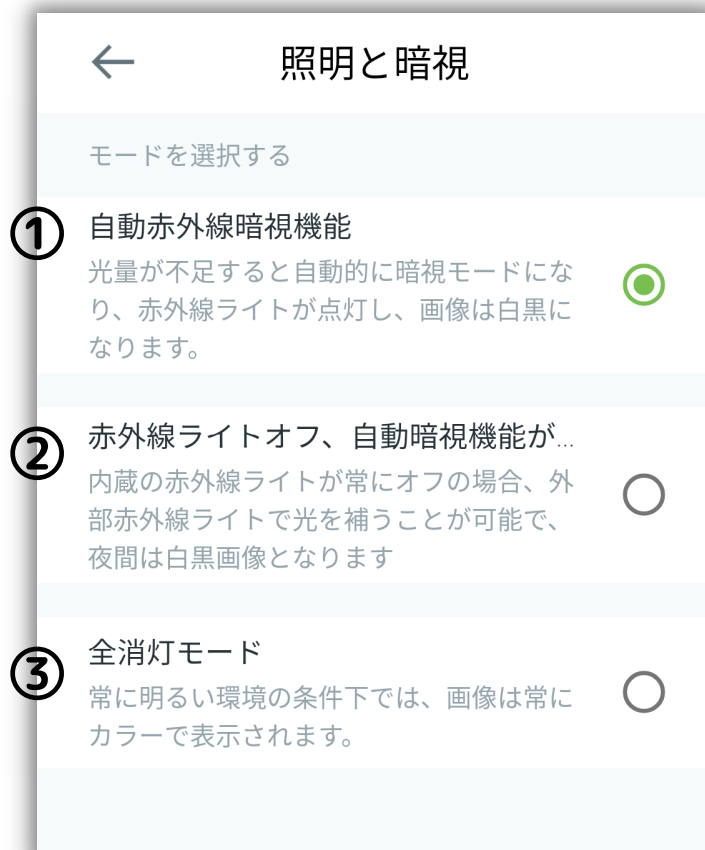 照明と暗視
モードを選択する
① 自動赤外線暗視機能
光量が不足すると自動的に暗視モードにな
り、赤外線ライトが点灯し、画像は白黒に
なります。
② 赤外線ライトオフ、自動暗視機能が...
内蔵の赤外線ライトが常にオフの場合、外
部赤外線ライトで光を補うことが可能で、
夜間は白黒画像となります
③ 全消灯モード
常に明るい環境の条件下では、画像は常に
カラーで表示されます。